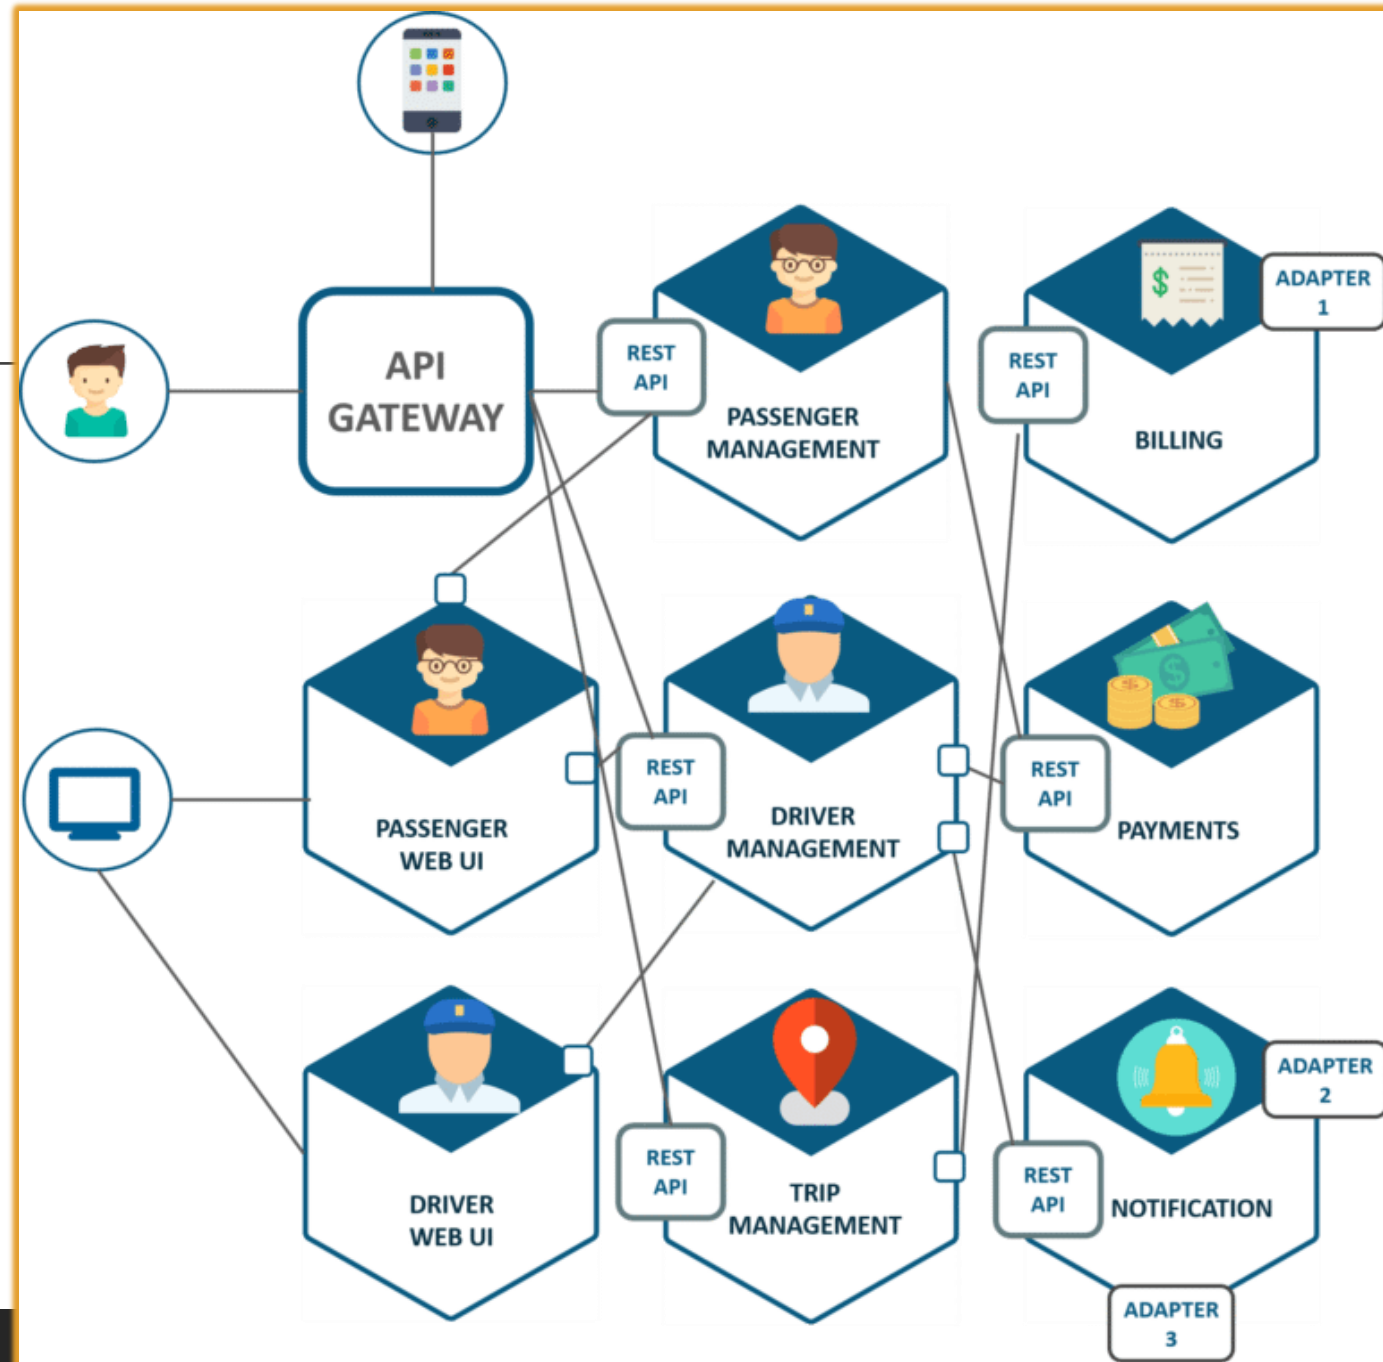 API
GATEWAY
REST
API
PASSENGER
MANAGEMENT
REST
API
BILLING
ADAPTER
1
PASSENGER
WEB UI
REST
API
DRIVER
MANAGEMENT
REST
API
PAYMENTS
DRIVER
WEB UI
REST
API
TRIP
MANAGEMENT
REST
API
NOTIFICATION
ADAPTER
2
ADAPTER
3